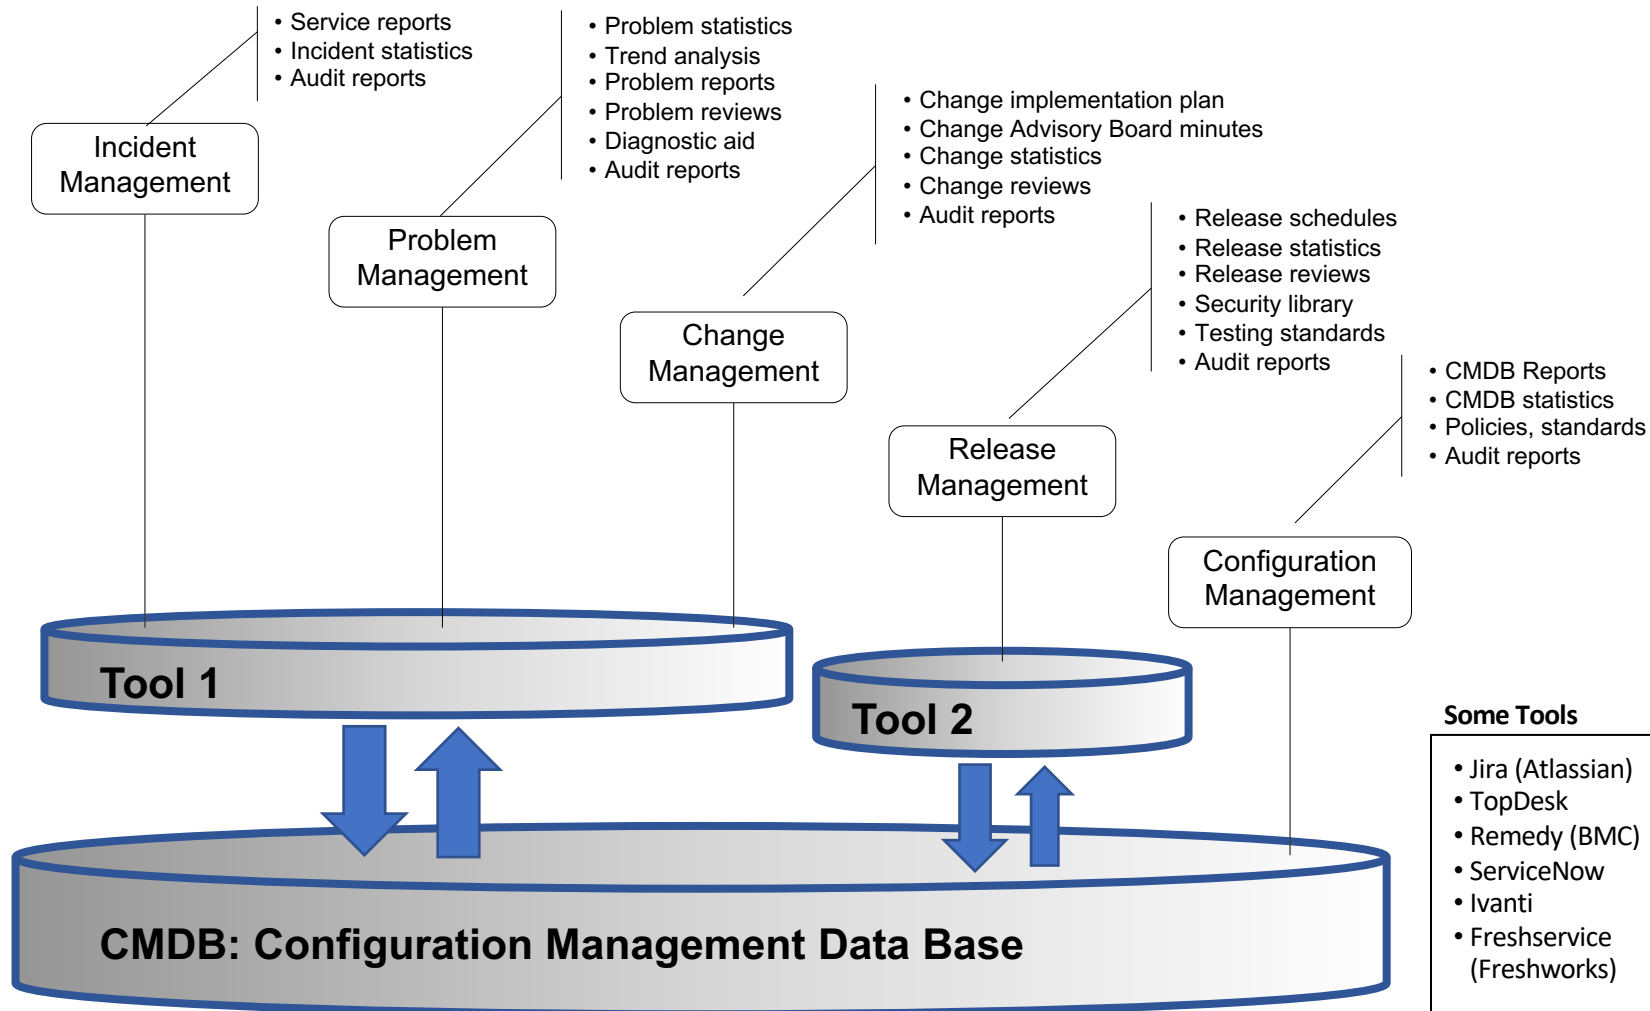 • Service reports
• Incident statistics
• Audit reports
Incident
Management
• Problem statistics
• Trend analysis
• Problem reports
• Problem reviews
• Diagnostic aid
• Audit reports
Problem
Management
• Change implementation plan
• Change Advisory Board minutes
• Change statistics
• Change reviews
• Audit reports
Change
Management
• Release schedules
• Release statistics
• Release reviews
• Security library
• Testing standards
• Audit reports
Release
Management
• CMDB Reports
• CMDB statistics
• Policies, standards
• Audit reports
Configuration
Management
Tool 1
Tool 2
CMDB: Configuration Management Data Base
Some Tools
• Jira (Atlassian)
• TopDesk
• Remedy (BMC)
• ServiceNow
• Ivanti
• Freshservice
(Freshworks)